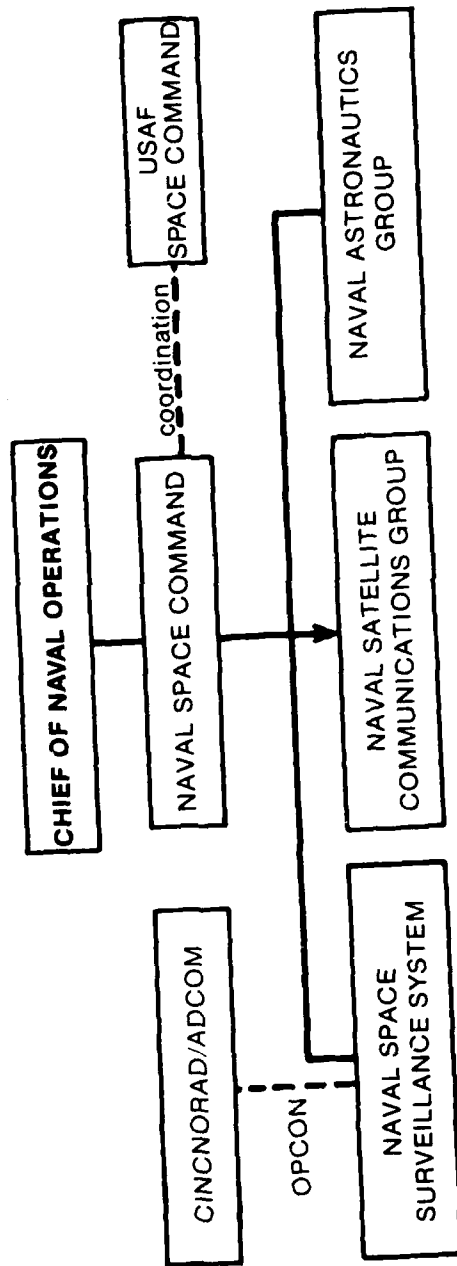 CHIEF OF NAVAL OPERATIONS
CINCNORAD/ADCOM
NAVAL SPACE COMMAND
coordination
USAF
SPACE COMMAND
OPCON
NAVAL SPACE
SURVEILLANCE SYSTEM
NAVAL SATELLITE
COMMUNICATIONS GROUP
NAVAL ASTRONAUTICS
GROUP